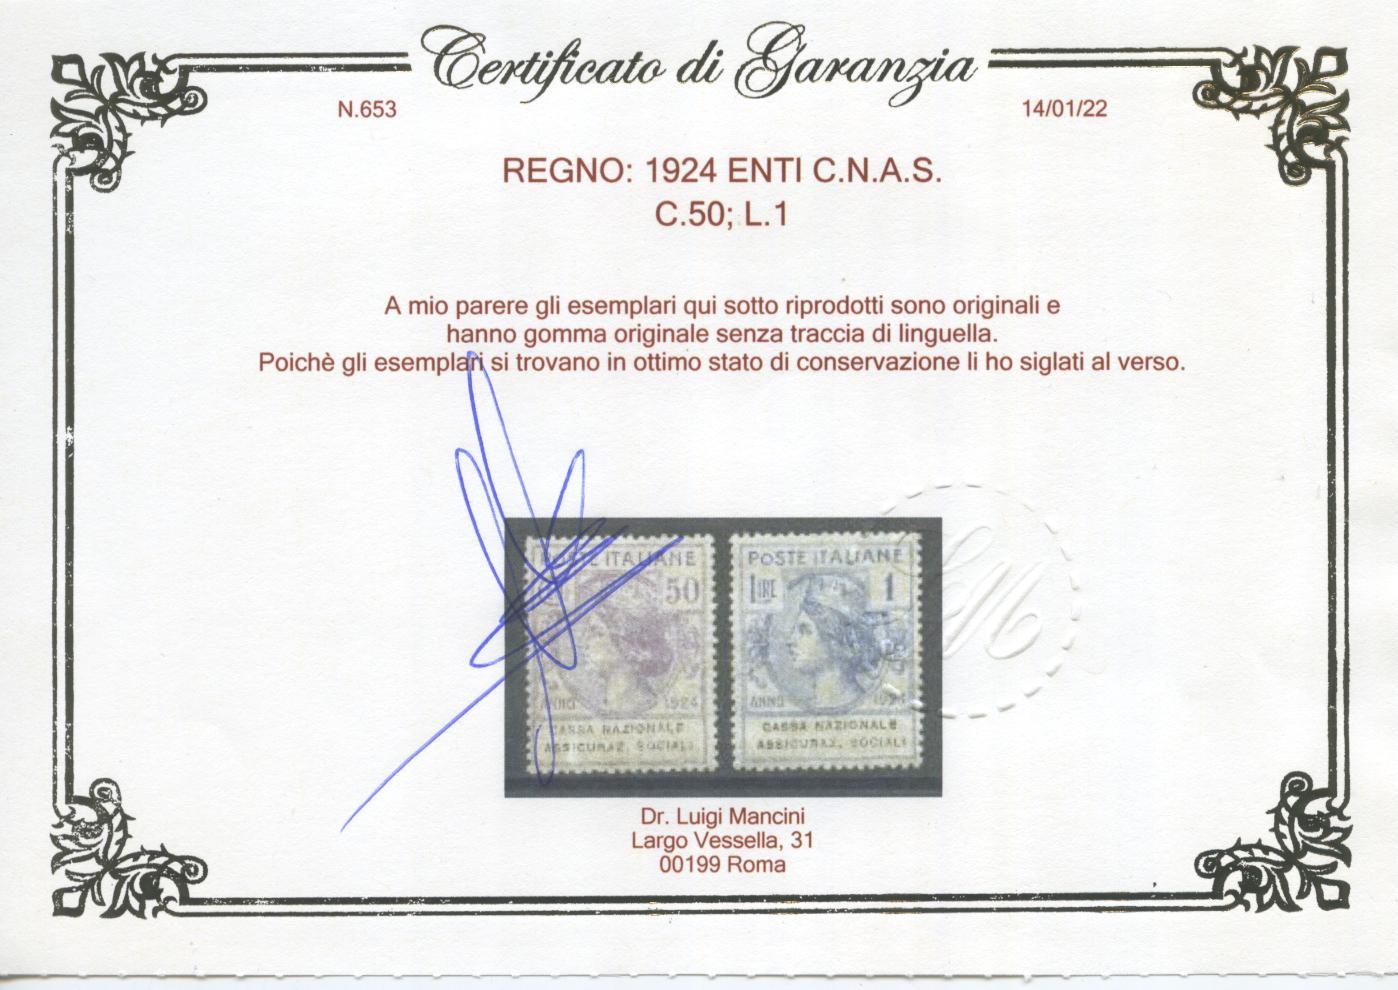 Certificato di Garanzia
N.653
14/01/22
REGNO: 1924 ENTI C.N.A.S.
C.50; L.1
A mio parere gli esemplari qui sotto riprodotti sono originali e
hanno gomma originale senza traccia di linguella.
Poichè gli esemplari si trovano in ottimo stato di conservazione li ho siglati al verso.
POSTE ITALIANE
50
ANNO 1924
CASSA NAZIONALE
ASSICURAZ. SOCIALI
POSTE ITALIANE
LIRE 1
ANNO 1924
CASSA NAZIONALE
ASSICURAZ. SOCIALI
Dr. Luigi Mancini
Largo Vessella, 31
00199 Roma